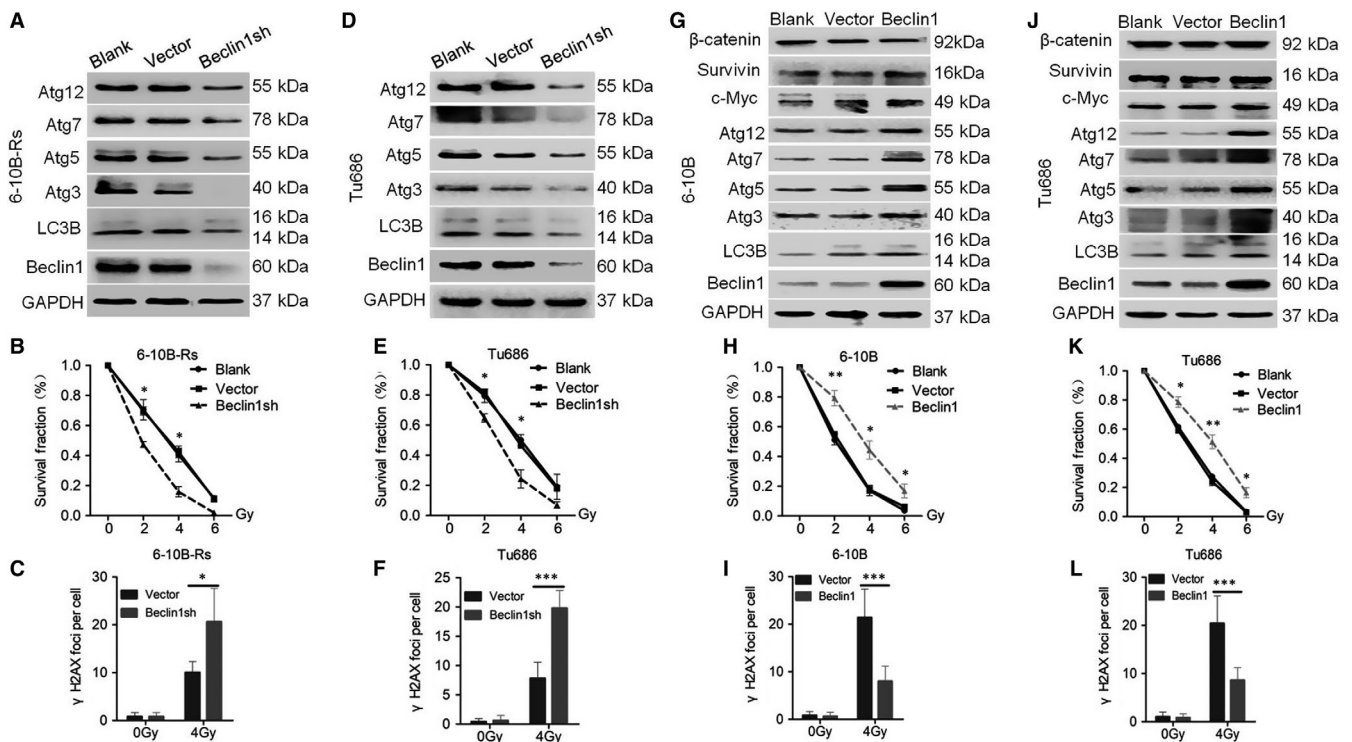 A
Blank Vector Beclin1sh
6-10B-Rs
Atg12 55 kDa
Atg7 78 kDa
Atg5 55 kDa
Atg3 40 kDa
LC3B 16 kDa
14 kDa
Beclin1 60 kDa
GAPDH 37 kDa
D
Blank Vector Beclin1sh
Tu686
Atg12 55 kDa
Atg7 78 kDa
Atg5 55 kDa
Atg3 40 kDa
LC3B 16 kDa
14 kDa
Beclin1 60 kDa
GAPDH 37 kDa
G
Blank Vector Beclin1
6-10B
β-catenin 92kDa
Survivin 16kDa
c-Myc 49 kDa
Atg12 55 kDa
Atg7 78 kDa
Atg5 55 kDa
Atg3 40 kDa
LC3B 16 kDa
14 kDa
Beclin1 60 kDa
GAPDH 37 kDa
J
Blank Vector Beclin1
Tu686
β-catenin 92 kDa
Survivin 16 kDa
c-Myc 49 kDa
Atg12 55 kDa
Atg7 78 kDa
Atg5 55 kDa
Atg3 40 kDa
LC3B 16 kDa
14 kDa
Beclin1 60 kDa
GAPDH 37 kDa
B
6-10B-Rs
Survival fraction (%)
1.0
0.8
0.6
0.4
0.2
0.0
* *
Blank
Vector
Beclin1sh
0 2 4 6 Gy
E
Tu686
Survival fraction (%)
1.0
0.8
0.6
0.4
0.2
0.0
* *
Blank
Vector
Beclin1sh
0 2 4 6 Gy
H
6-10B
Survival fraction (%)
1.0
0.8
0.6
0.4
0.2
0.0
** * *
Blank
Vector
Beclin1
0 2 4 6 Gy
K
Tu686
Survival fraction (%)
1.0
0.8
0.6
0.4
0.2
0.0
* ** *
Blank
Vector
Beclin1
0 2 4 6 Gy
C
6-10B-Rs
γ H2AX foci per cell
30
20
10
0
Vector
Beclin1sh
*
0Gy 4Gy
F
Tu686
γ H2AX foci per cell
25
20
15
10
5
0
Vector
Beclin1sh
***
0Gy 4Gy
I
6-10B
γ H2AX foci per cell
30
20
10
0
Vector
Beclin1
***
0Gy 4Gy
L
Tu686
γ H2AX foci per cell
30
20
10
0
Vector
Beclin1
***
0Gy 4Gy